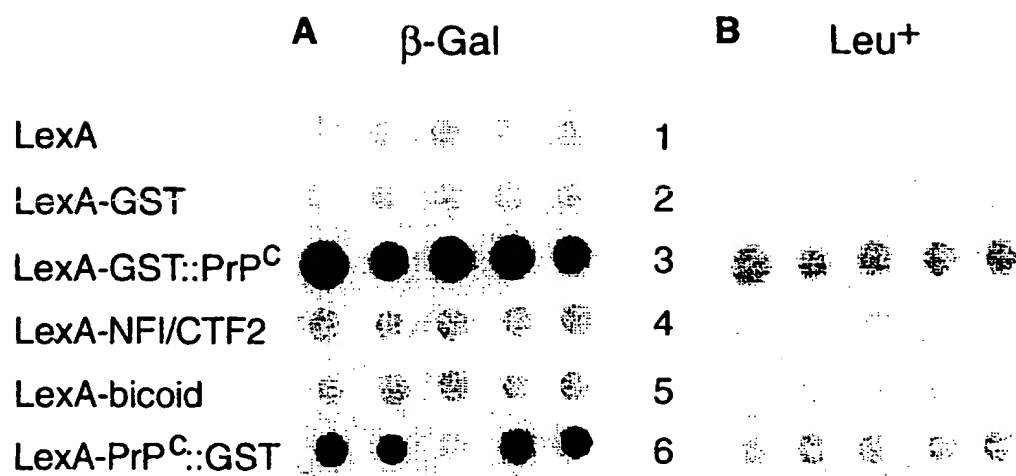 A β-Gal B Leu+
LexA 1
LexA-GST 2
LexA-GST::PrPC 3
LexA-NFI/CTF2 4
LexA-bicoid 5
LexA-PrPC::GST 6